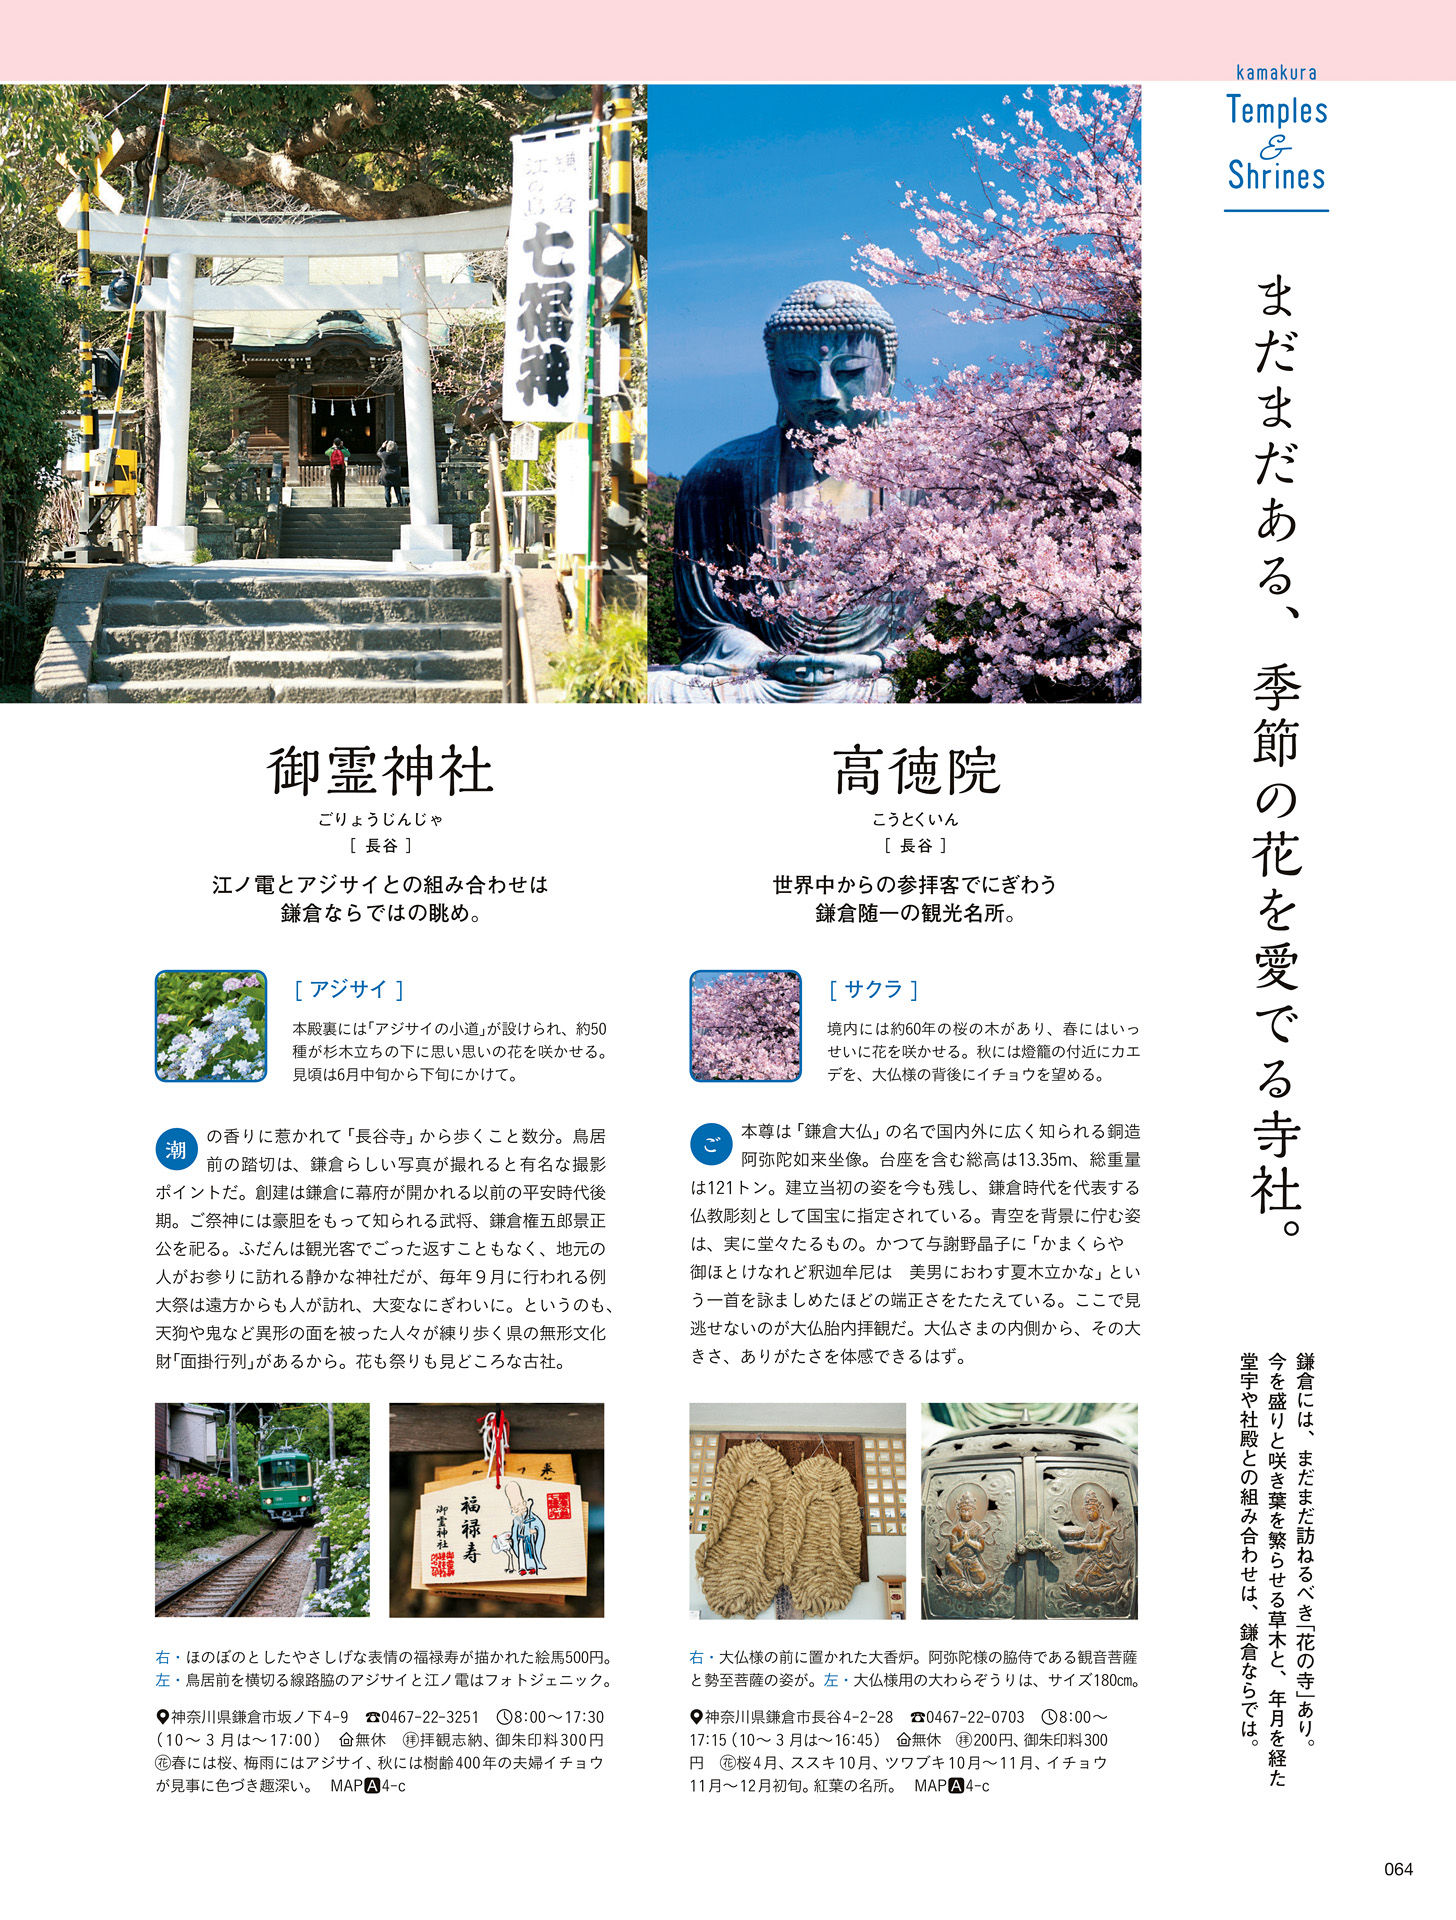 kamakura
Temples
&
Shrines
まだまだある、季節の花を愛でる寺社。
鎌倉には、まだまだ訪ねるべき「花の寺」あり。
今を盛りと咲き葉を繁らせる草木と、年月を経た
堂宇や社殿との組み合わせは、鎌倉ならでは。
高徳院
こうとくいん
[ 長谷 ]
世界中からの参拝客でにぎわう
鎌倉随一の観光名所。
[ サクラ ]
境内には約60年の桜の木があり、春にはいっ
せいに花を咲かせる。秋には燈籠の付近にカエ
デを、大仏様の背後にイチョウを望める。
ご本尊は「鎌倉大仏」の名で国内外に広く知られる銅造
阿弥陀如来坐像。台座を含む総高は13.35m、総重量
は121トン。建立当初の姿を今も残し、鎌倉時代を代表する
仏教彫刻として国宝に指定されている。青空を背景に佇む姿
は、実に堂々たるもの。かつて与謝野晶子に「かまくらや
御ほとけなれど釈迦牟尼は　美男におわす夏木立かな」とい
う一首を詠ましめたほどの端正さをたたえている。ここで見
逃せないのが大仏胎内拝観だ。大仏さまの内側から、その大
きさ、ありがたさを体感できるはず。
右・大仏様の前に置かれた大香炉。阿弥陀様の脇侍である観音菩薩
と勢至菩薩の姿が。左・大仏様用の大わらぞうりは、サイズ180㎝。
神奈川県鎌倉市長谷4-2-28　☎0467-22-0703　8:00〜
17:15（10〜3月は〜16:45）　無休　拝200円、御朱印料300
円　花桜4月、ススキ10月、ツワブキ10月〜11月、イチョウ
11月〜12月初旬。紅葉の名所。　MAP A 4-c
御霊神社
ごりょうじんじゃ
[ 長谷 ]
江ノ電とアジサイとの組み合わせは
鎌倉ならではの眺め。
[ アジサイ ]
本殿裏には「アジサイの小道」が設けられ、約50
種が杉木立ちの下に思い思いの花を咲かせる。
見頃は6月中旬から下旬にかけて。
潮の香りに惹かれて「長谷寺」から歩くこと数分。鳥居
前の踏切は、鎌倉らしい写真が撮れると有名な撮影
ポイントだ。創建は鎌倉に幕府が開かれる以前の平安時代後
期。ご祭神には豪胆をもって知られる武将、鎌倉権五郎景正
公を祀る。ふだんは観光客でごった返すこともなく、地元の
人がお参りに訪れる静かな神社だが、毎年９月に行われる例
大祭は遠方からも人が訪れ、大変なにぎわいに。というのも、
天狗や鬼など異形の面を被った人々が練り歩く県の無形文化
財「面掛行列」があるから。花も祭りも見どころな古社。
右・ほのぼのとしたやさしげな表情の福禄寿が描かれた絵馬500円。
左・鳥居前を横切る線路脇のアジサイと江ノ電はフォトジェニック。
神奈川県鎌倉市坂ノ下4-9　☎0467-22-3251　8:00〜17:30
（10〜3月は〜17:00）　無休　拝拝観志納、御朱印料300円
花春には桜、梅雨にはアジサイ、秋には樹齢400年の夫婦イチョウ
が見事に色づき趣深い。　MAP A 4-c
鎌倉
江の島
七福神
福禄寿
御霊神社
064